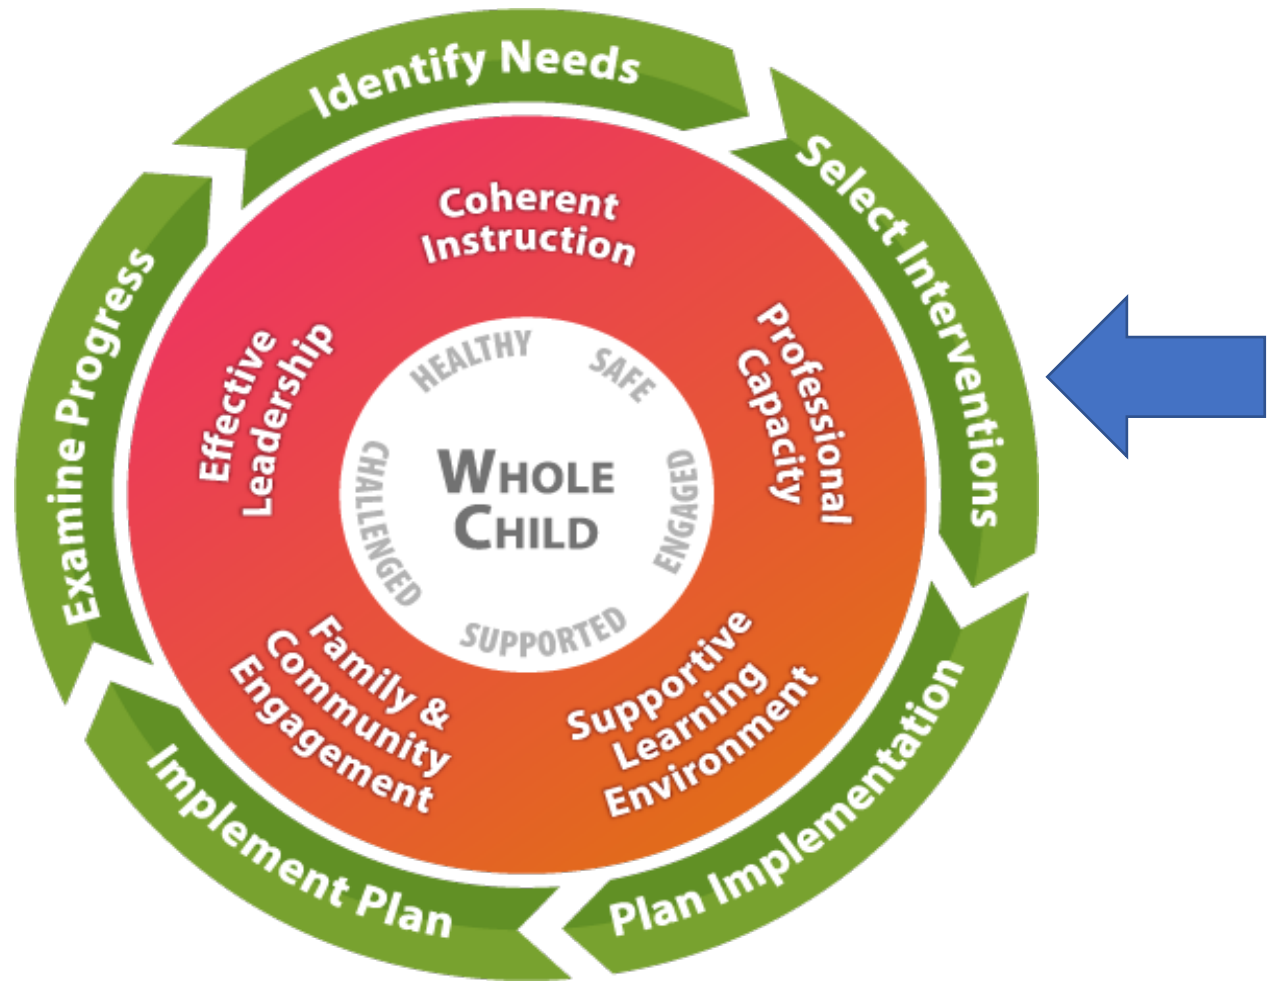 Identify Needs
Select Interventions
Plan Implementation
Implement Plan
Examine Progress
Coherent
Instruction
Professional
Capacity
Supportive
Learning
Environment
Family &
Community
Engagement
Effective
Leadership
HEALTHY
SAFE
ENGAGED
SUPPORTED
CHALLENGED
WHOLE
CHILD